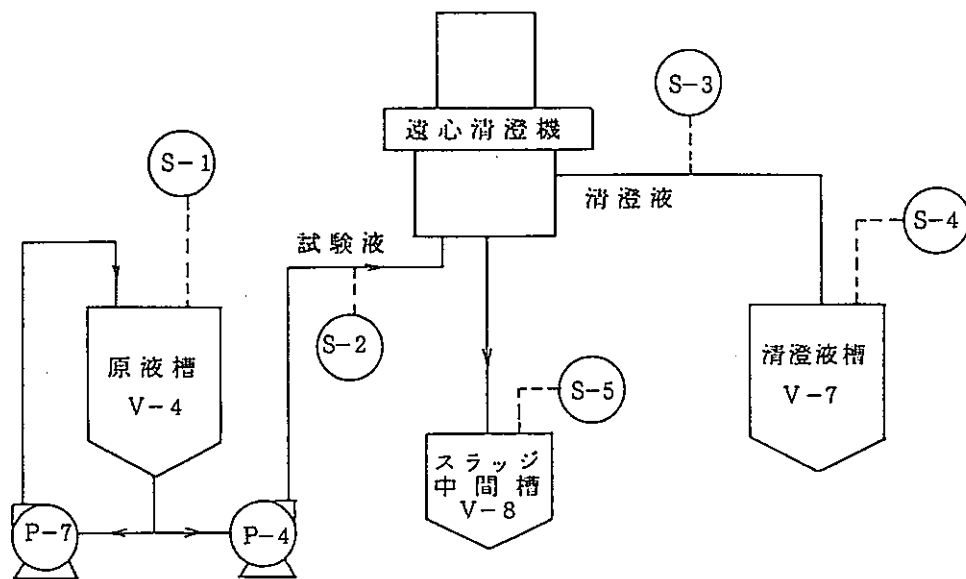 S-3
遠心清澄機
S-1
清澄液
S-4
試験液
S-2
原液槽
V-4
清澄液槽
V-7
S-5
スラッジ
中間槽
V-8
P-7
P-4